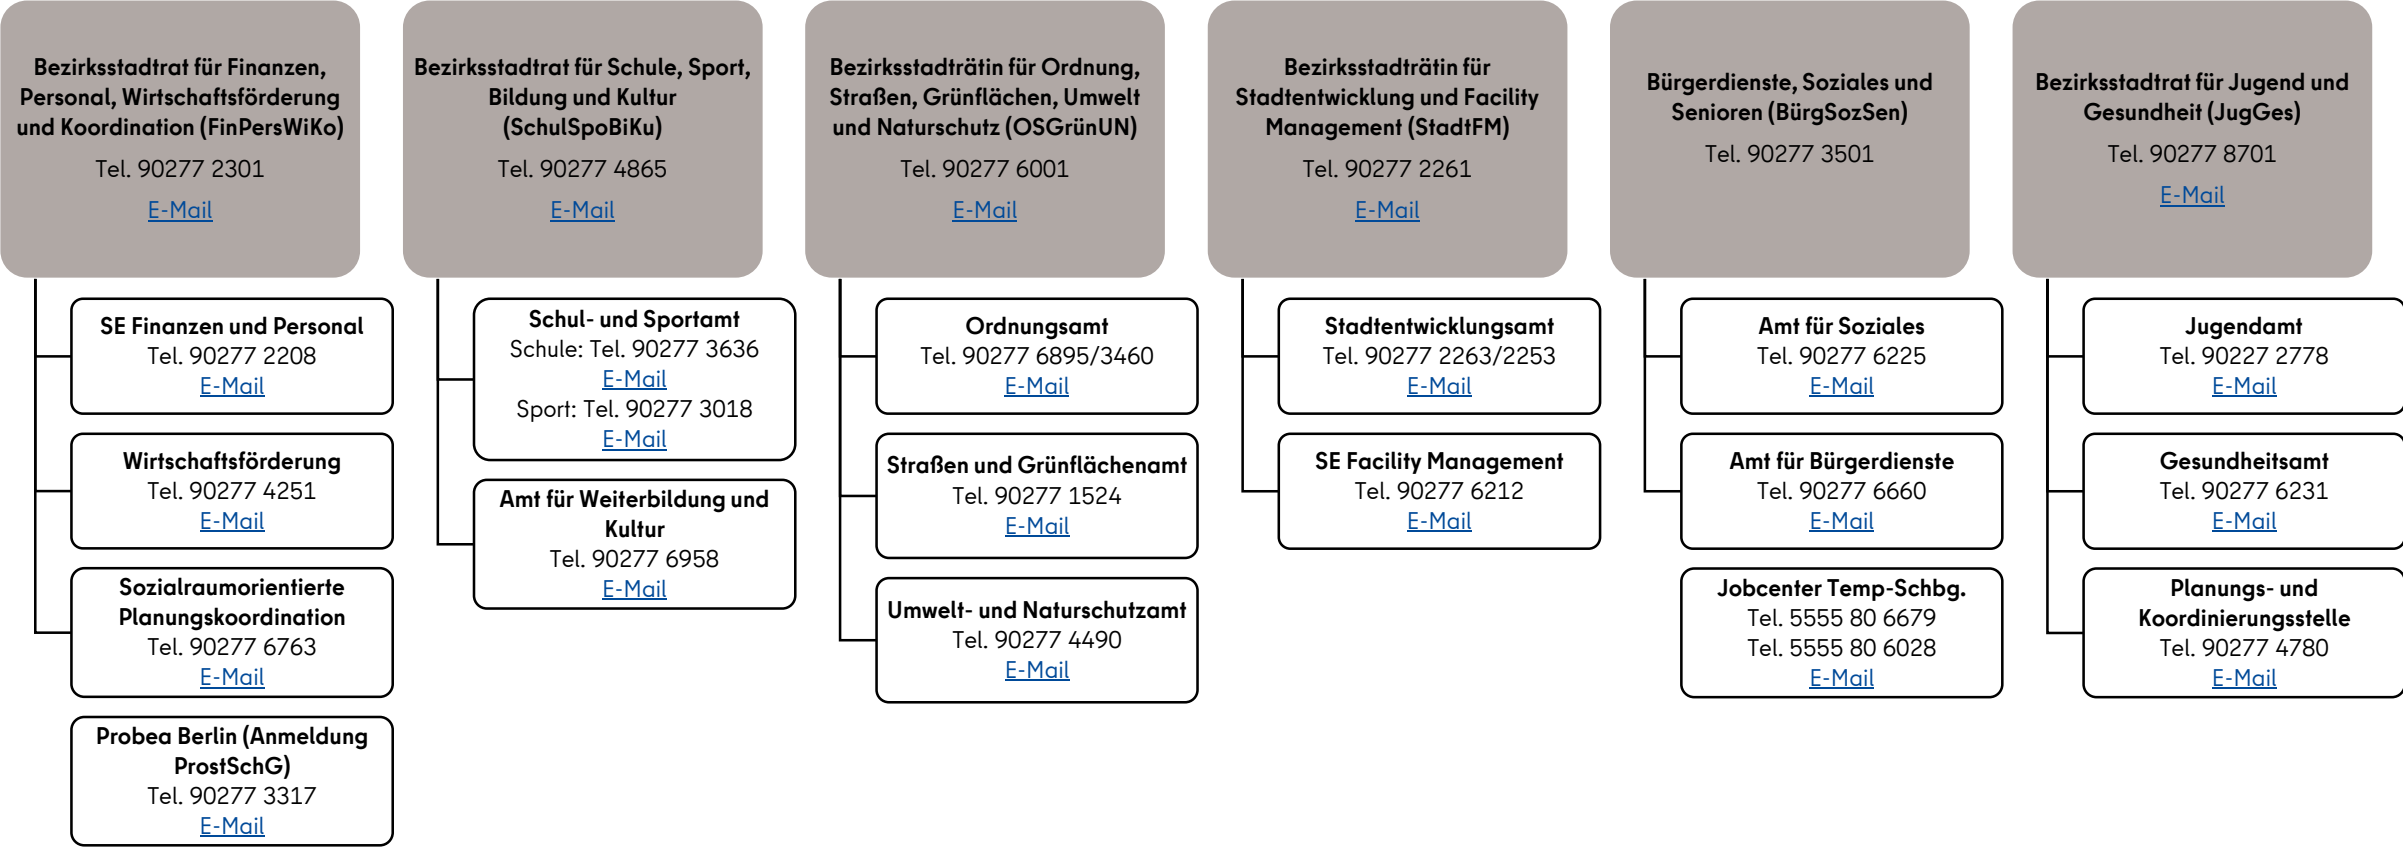 Bezirksstadtrat für Finanzen,
Personal, Wirtschaftsförderung
und Koordination (FinPersWiKo)
Tel. 90277 2301
E-Mail
SE Finanzen und Personal
Tel. 90277 2208
E-Mail
Wirtschaftsförderung
Tel. 90277 4251
E-Mail
Sozialraumorientierte
Planungskoordination
Tel. 90277 6763
E-Mail
Probea Berlin (Anmeldung
ProstSchG)
Tel. 90277 3317
E-Mail
Bezirksstadtrat für Schule, Sport,
Bildung und Kultur
(SchulSpoBiKu)
Tel. 90277 4865
E-Mail
Schul- und Sportamt
Schule: Tel. 90277 3636
E-Mail
Sport: Tel. 90277 3018
E-Mail
Amt für Weiterbildung und
Kultur
Tel. 90277 6958
E-Mail
Bezirksstadträtin für Ordnung,
Straßen, Grünflächen, Umwelt
und Naturschutz (OSGrünUN)
Tel. 90277 6001
E-Mail
Ordnungsamt
Tel. 90277 6895/3460
E-Mail
Straßen und Grünflächenamt
Tel. 90277 1524
E-Mail
Umwelt- und Naturschutzamt
Tel. 90277 4490
E-Mail
Bezirksstadträtin für
Stadtentwicklung und Facility
Management (StadtFM)
Tel. 90277 2261
E-Mail
Stadtentwicklungsamt
Tel. 90277 2263/2253
E-Mail
SE Facility Management
Tel. 90277 6212
E-Mail
Bürgerdienste, Soziales und
Senioren (BürgSozSen)
Tel. 90277 3501
Amt für Soziales
Tel. 90277 6225
E-Mail
Amt für Bürgerdienste
Tel. 90277 6660
E-Mail
Jobcenter Temp-Schbg.
Tel. 5555 80 6679
Tel. 5555 80 6028
E-Mail
Bezirksstadtrat für Jugend und
Gesundheit (JugGes)
Tel. 90277 8701
E-Mail
Jugendamt
Tel. 90227 2778
E-Mail
Gesundheitsamt
Tel. 90277 6231
E-Mail
Planungs- und
Koordinierungsstelle
Tel. 90277 4780
E-Mail